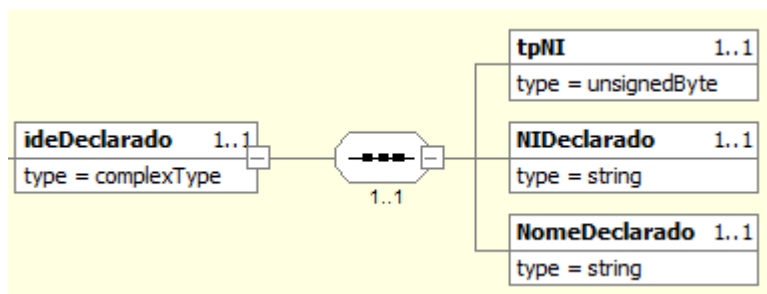 tpNI 1..1
type = unsignedByte
ideDeclarado 1..1
type = complexType
1..1
NIDeclarado 1..1
type = string
NomeDeclarado 1..1
type = string